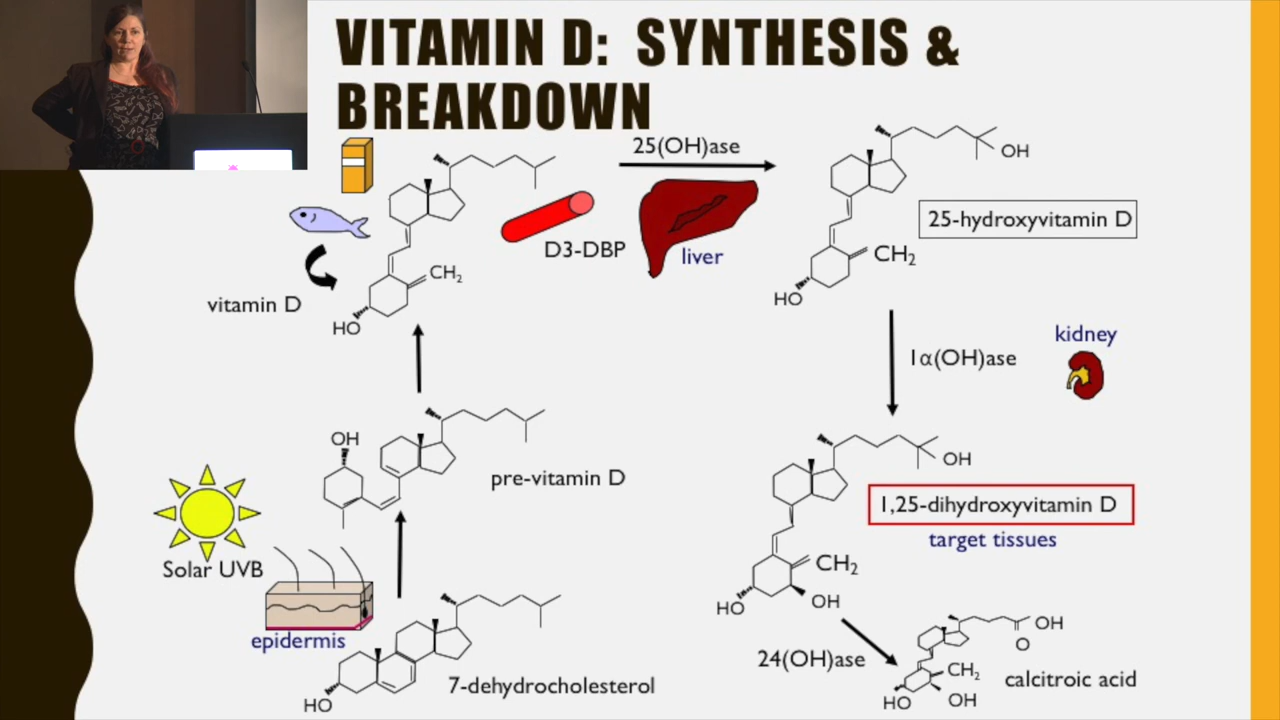 VITAMIN D: SYNTHESIS &
BREAKDOWN
25(OH)ase
OH
25-hydroxyvitamin D
D3-DBP
liver
CH2
CH2
vitamin D
HO
HO
kidney
1α(OH)ase
OH
pre-vitamin D
OH
1,25-dihydroxyvitamin D
target tissues
Solar UVB
CH2
HO
OH
epidermis
24(OH)ase
OH
O
CH2
calcitroic acid
7-dehydrocholesterol
HO
HO
OH